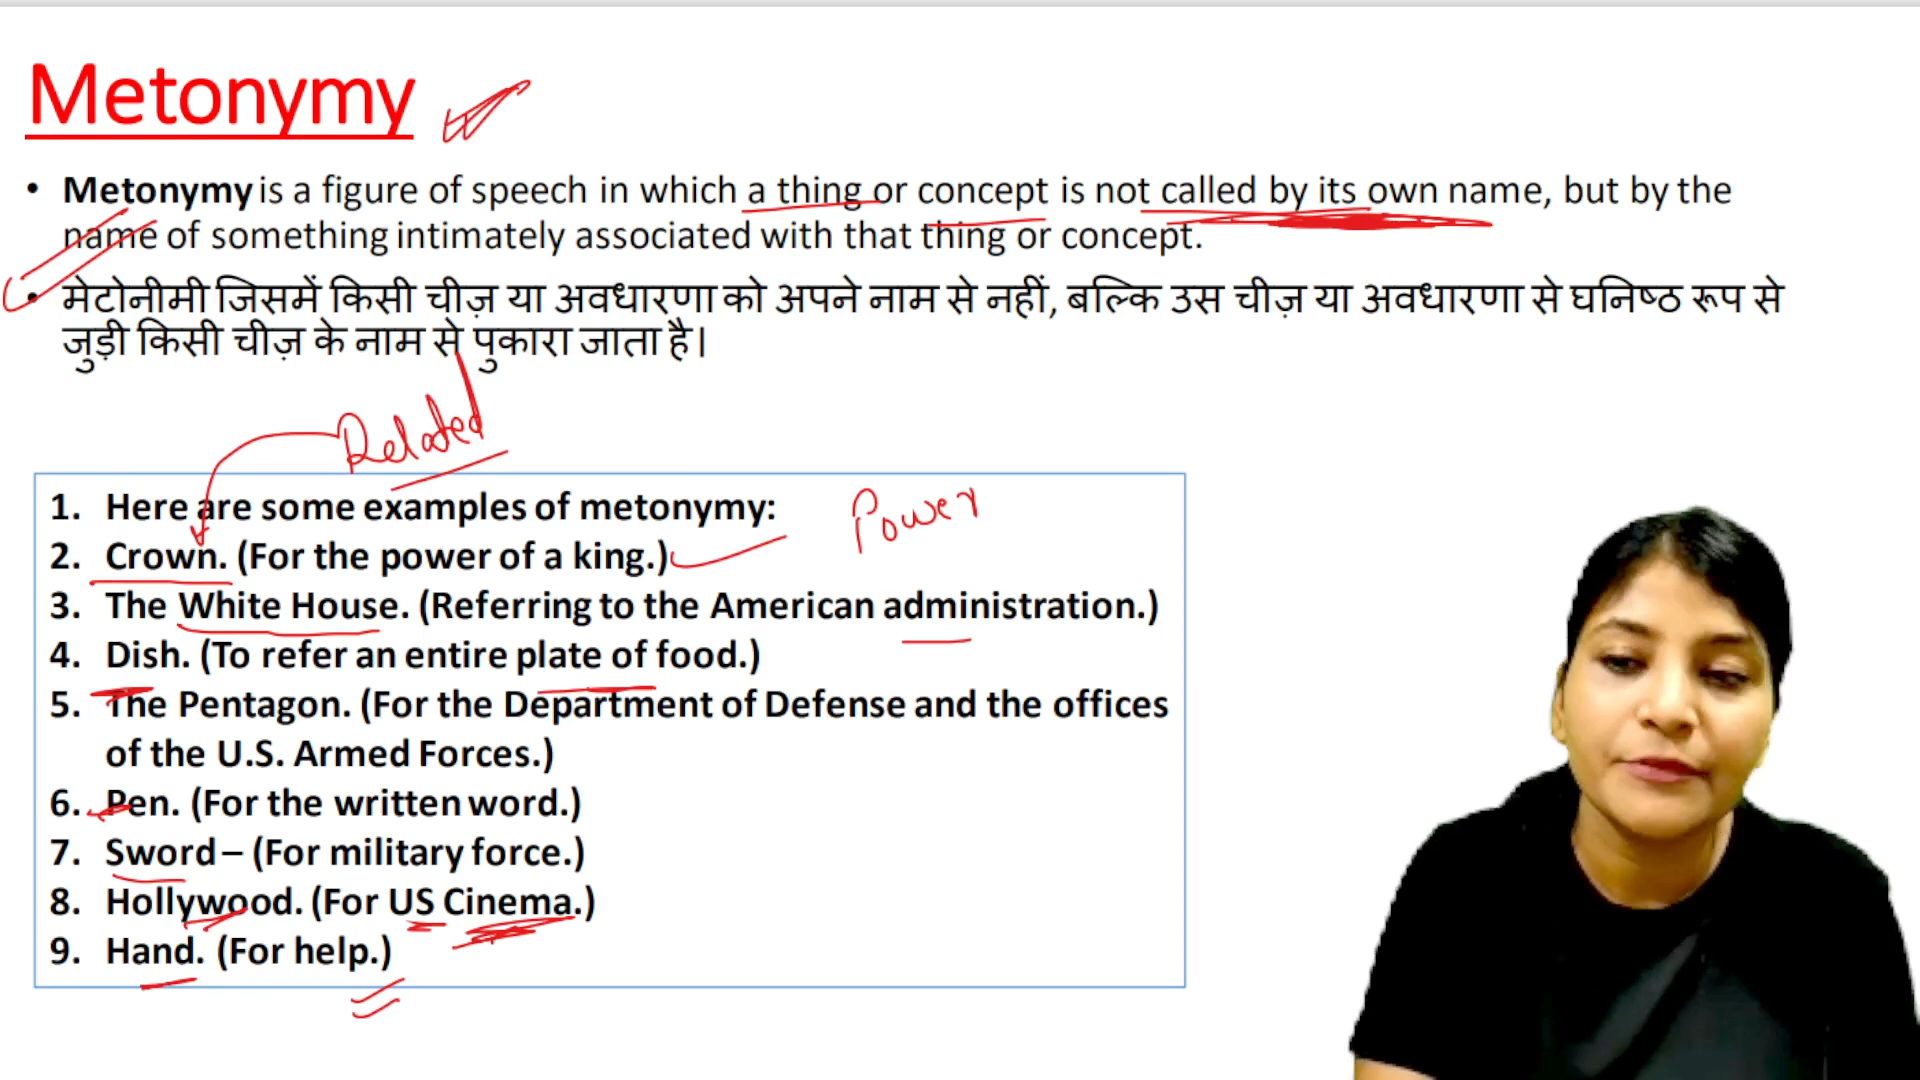 Metonymy
• Metonymy is a figure of speech in which a thing or concept is not called by its own name, but by the
name of something intimately associated with that thing or concept.
• मेटोनीमी जिसमें किसी चीज़ या अवधारणा को अपने नाम से नहीं, बल्कि उस चीज़ या अवधारणा से घनिष्ठ रूप से
जुड़ी किसी चीज़ के नाम से पुकारा जाता है।
Related
1. Here are some examples of metonymy:
Power
2. Crown. (For the power of a king.)
3. The White House. (Referring to the American administration.)
4. Dish. (To refer an entire plate of food.)
5. The Pentagon. (For the Department of Defense and the offices
of the U.S. Armed Forces.)
6. Pen. (For the written word.)
7. Sword – (For military force.)
8. Hollywood. (For US Cinema.)
9. Hand. (For help.)